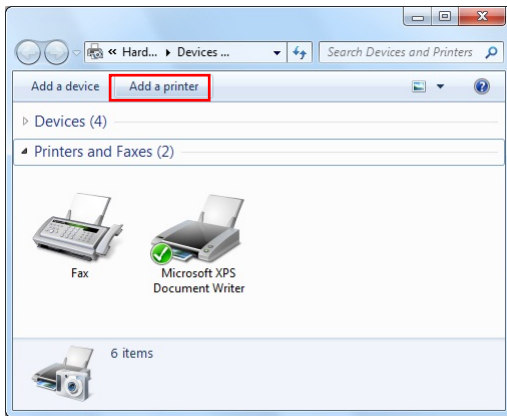 « Hard... ▸ Devices ...
Search Devices and Printers
Add a device
Add a printer
Devices (4)
Printers and Faxes (2)
Fax
Microsoft XPS
Document Writer
6 items